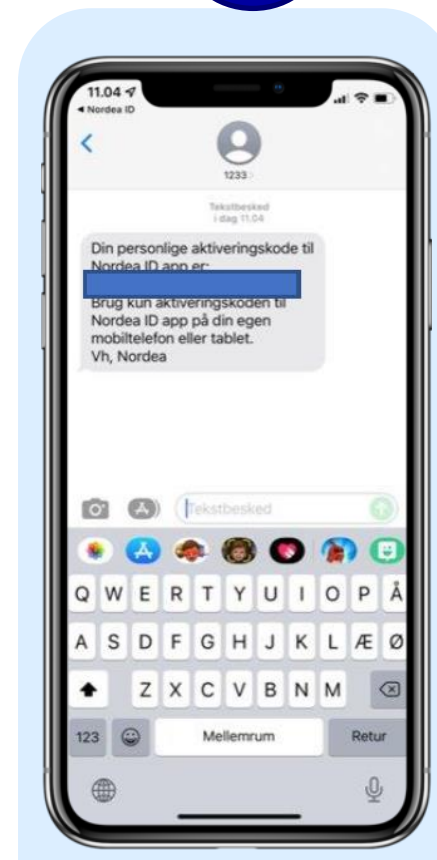 11.04
Nordea ID
1233
Tekstbesked
i dag 11.04
Din personlige aktiveringskode til
Nordea ID app er:
Brug kun aktiveringskoden til
Nordea ID app på din egen
mobiltelefon eller tablet.
Vh, Nordea
Tekstbesked
Q W E R T Y U I O P Å
A S D F G H J K L Æ Ø
Z X C V B N M
123 Mellemrum Retur